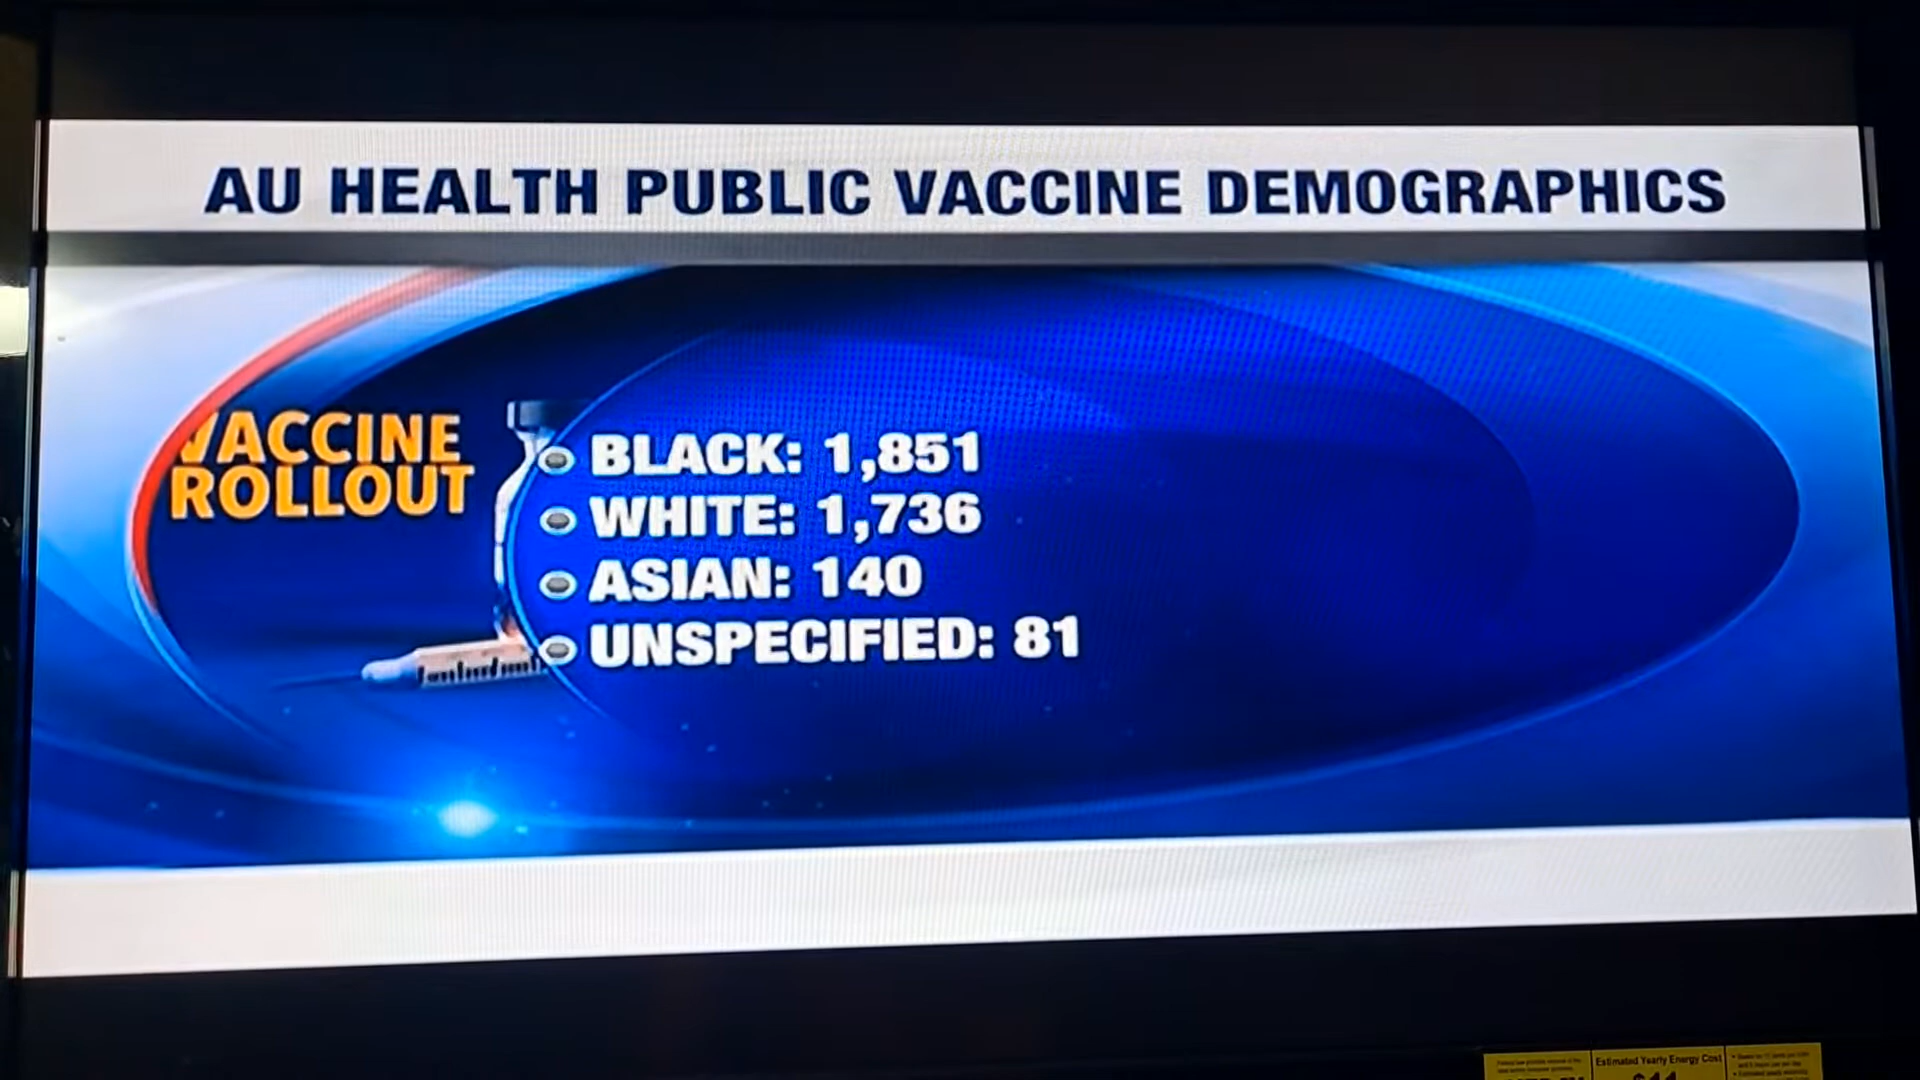 AU HEALTH PUBLIC VACCINE DEMOGRAPHICS
VACCINE
ROLLOUT
BLACK: 1,851
WHITE: 1,736
ASIAN: 140
UNSPECIFIED: 81
Estimated Yearly Energy Cost